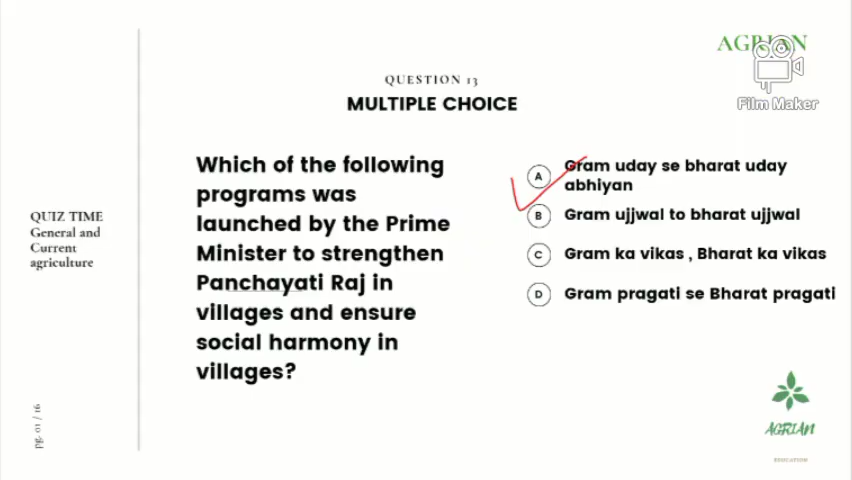 AGRIAN
Film Maker
QUESTION 13
MULTIPLE CHOICE
Which of the following
programs was
launched by the Prime
Minister to strengthen
Panchayati Raj in
villages and ensure
social harmony in
villages?
A Gram uday se bharat uday
abhiyan
B Gram ujjwal to bharat ujjwal
C Gram ka vikas , Bharat ka vikas
D Gram pragati se Bharat pragati
QUIZ TIME
General and
Current
agriculture
pg. 01 / 16
AGRIAN
EDUCATION